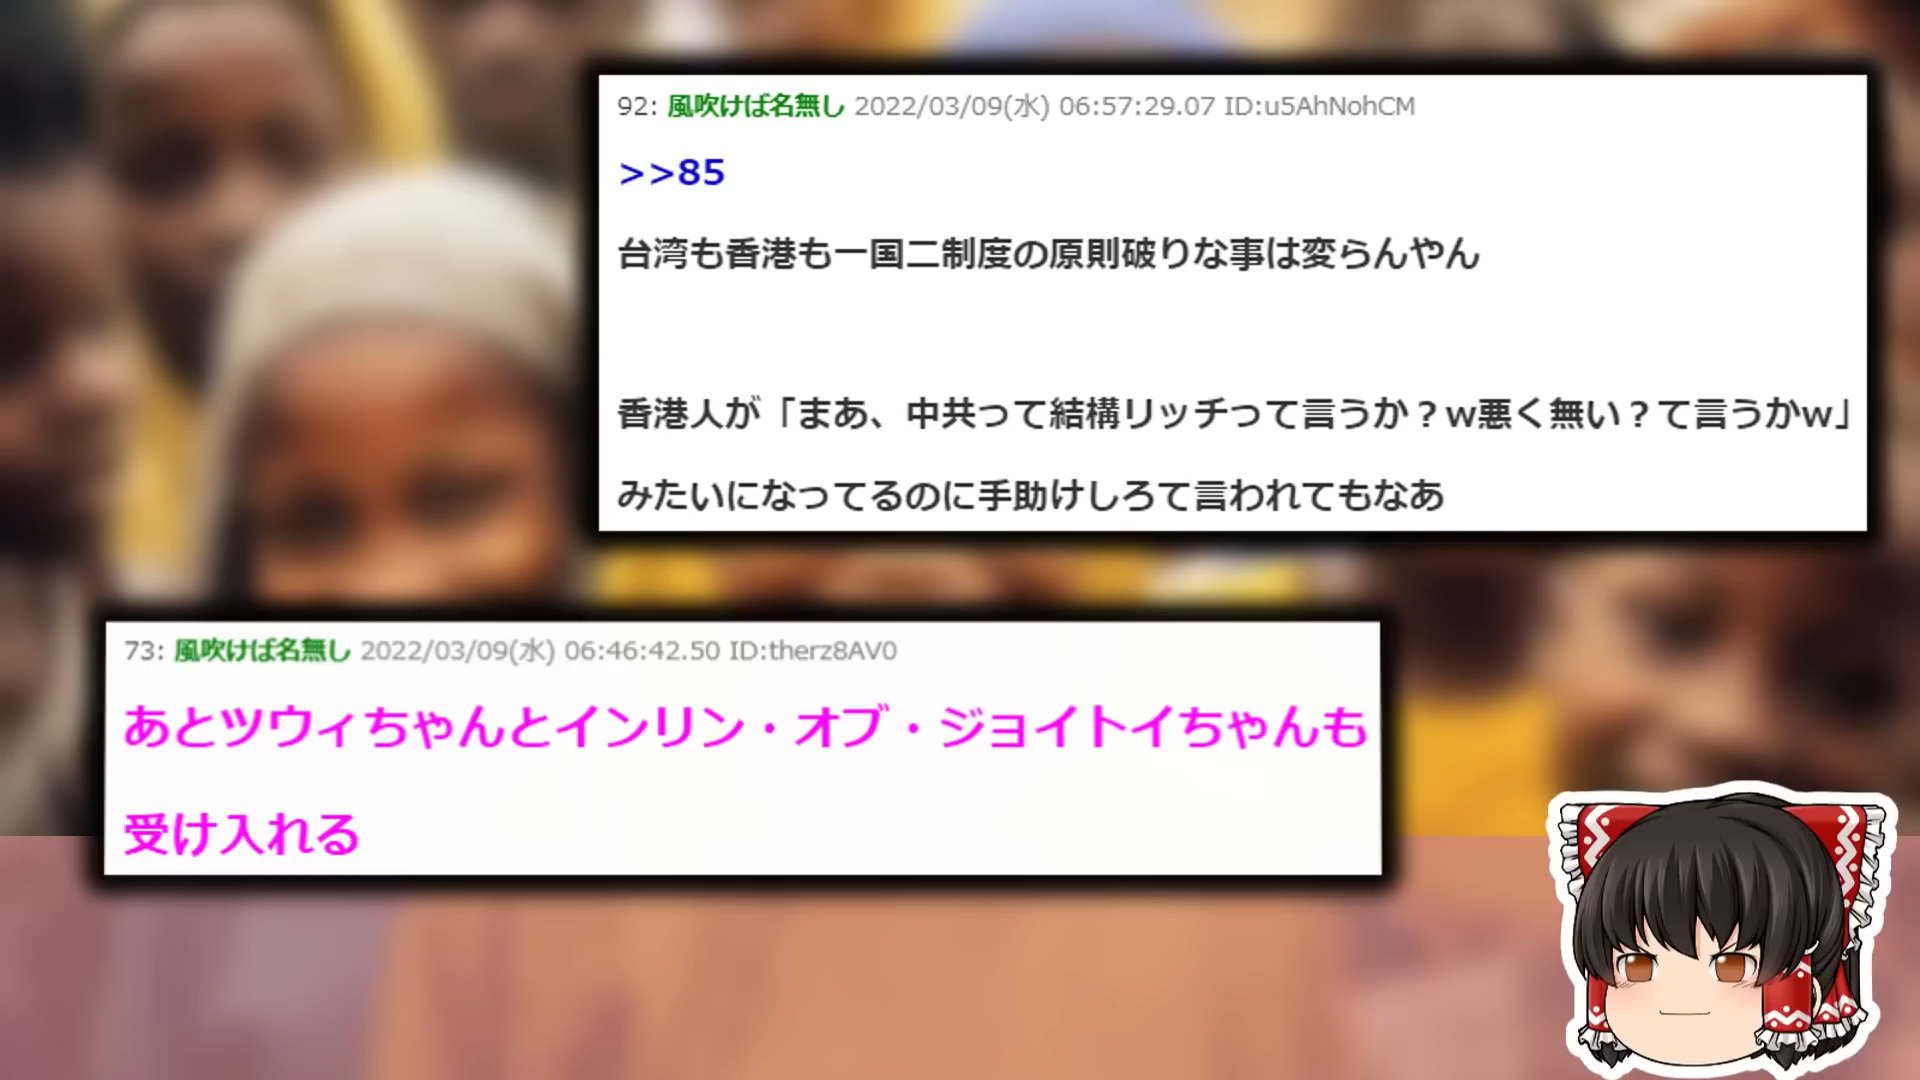 92: 風吹けば名無し 2022/03/09(水) 06:57:29.07 ID:u5AhNohCM
>>85
台湾も香港も一国二制度の原則破りな事は変らんやん
香港人が「まあ、中共って結構リッチって言うか？w悪く無い？て言うかw」
みたいになってるのに手助けしろて言われてもなあ
73: 風吹けば名無し 2022/03/09(水) 06:46:42.50 ID:therz8AV0
あとツウィちゃんとインリン・オブ・ジョイトイちゃんも
受け入れる